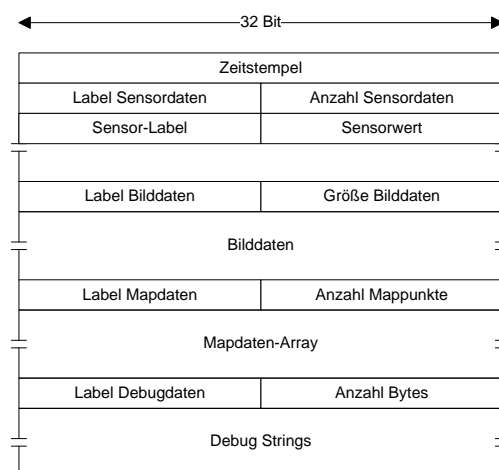 32 Bit
Zeitstempel
Label Sensordaten Anzahl Sensordaten
Sensor-Label Sensorwert
Label Bilddaten Größe Bilddaten
Bilddaten
Label Mapdaten Anzahl Mappunkte
Mapdaten-Array
Label Debugdaten Anzahl Bytes
Debug Strings